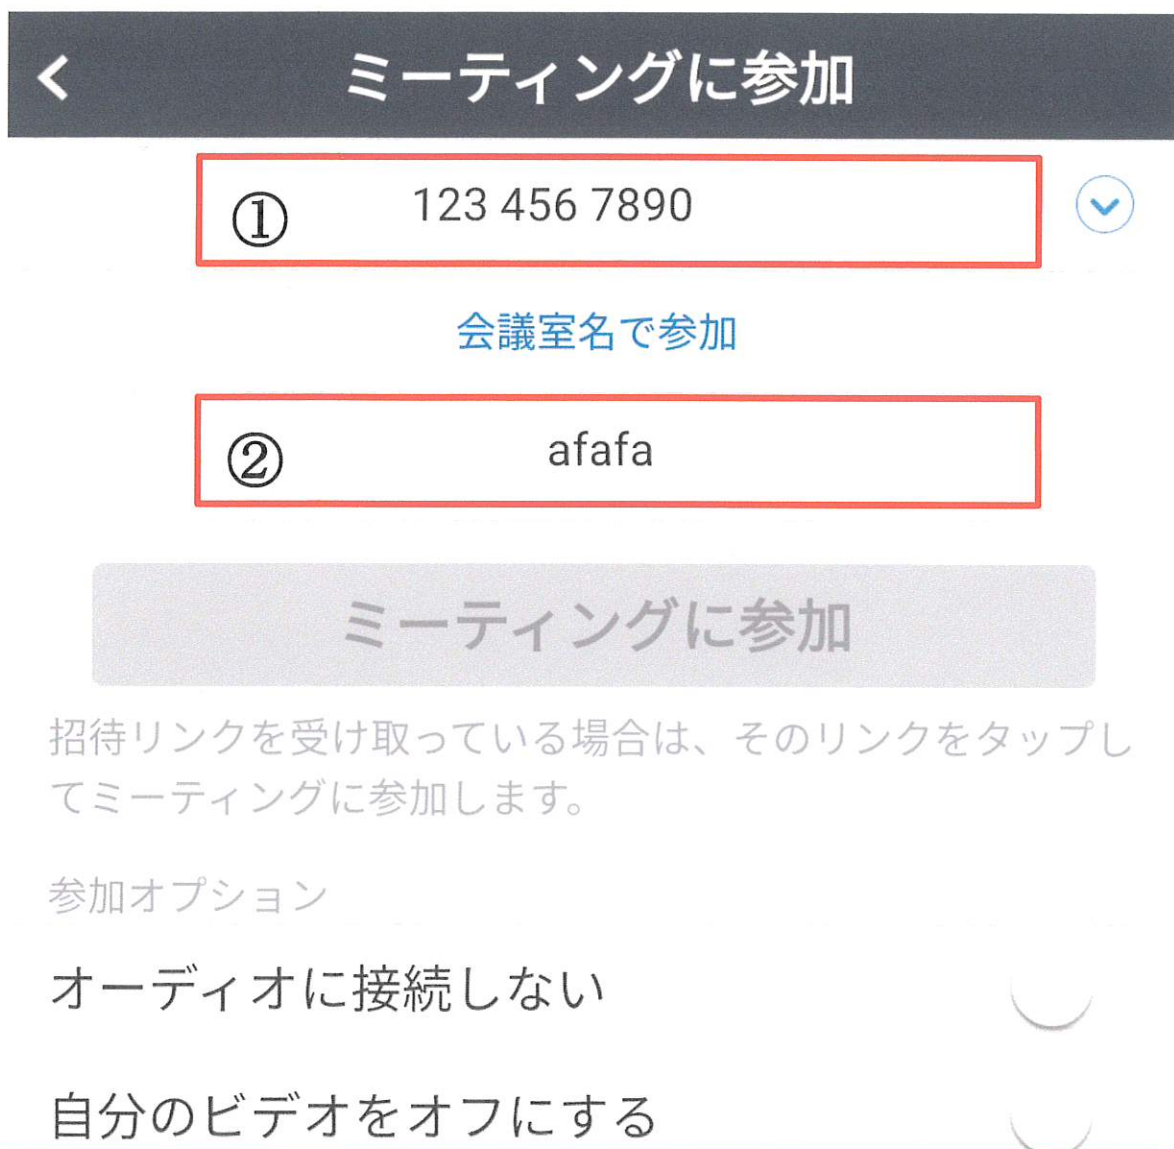 ミーティングに参加
① 123 456 7890
会議室名で参加
② afafa
ミーティングに参加
招待リンクを受け取っている場合は、そのリンクをタップし
てミーティングに参加します。
参加オプション
オーディオに接続しない
自分のビデオをオフにする